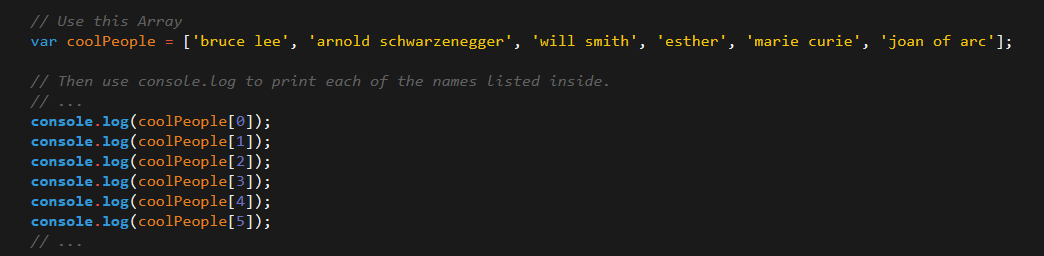 // Use this Array
var coolPeople = ['bruce lee', 'arnold schwarzenegger', 'will smith', 'esther', 'marie curie', 'joan of arc'];
// Then use console.log to print each of the names listed inside.
// ...
console.log(coolPeople[0]);
console.log(coolPeople[1]);
console.log(coolPeople[2]);
console.log(coolPeople[3]);
console.log(coolPeople[4]);
console.log(coolPeople[5]);
// ...